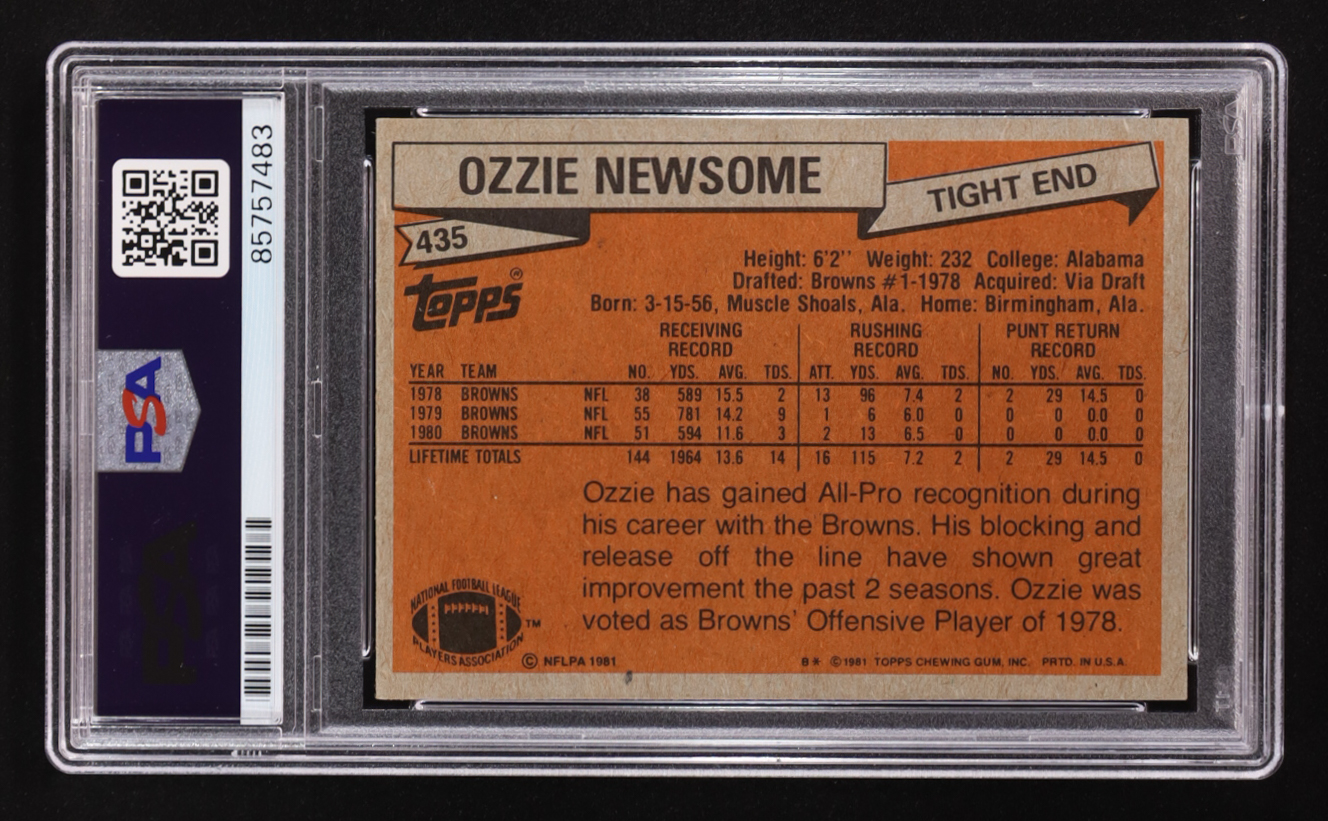 85757483
PSA
OZZIE NEWSOME
TIGHT END
435
topps®
Height: 6'2'' Weight: 232 College: Alabama
Drafted: Browns #1-1978 Acquired: Via Draft
Born: 3-15-56, Muscle Shoals, Ala. Home: Birmingham, Ala.
RECEIVING RECORD RUSHING RECORD PUNT RETURN RECORD
YEAR TEAM NO. YDS. AVG. TDS. ATT. YDS. AVG. TDS. NO. YDS. AVG. TDS.
1978 BROWNS NFL 38 589 15.5 2 13 96 7.4 2 2 29 14.5 0
1979 BROWNS NFL 55 781 14.2 9 1 6 6.0 0 0 0 0.0 0
1980 BROWNS NFL 51 594 11.6 3 2 13 6.5 0 0 0 0.0 0
LIFETIME TOTALS 144 1964 13.6 14 16 115 7.2 2 2 29 14.5 0
Ozzie has gained All-Pro recognition during
his career with the Browns. His blocking and
release off the line have shown great
improvement the past 2 seasons. Ozzie was
voted as Browns' Offensive Player of 1978.
NATIONAL FOOTBALL LEAGUE
PLAYERS ASSOCIATION
TM
© NFLPA 1981
B* ©1981 TOPPS CHEWING GUM, INC. PRTD. IN U.S.A.